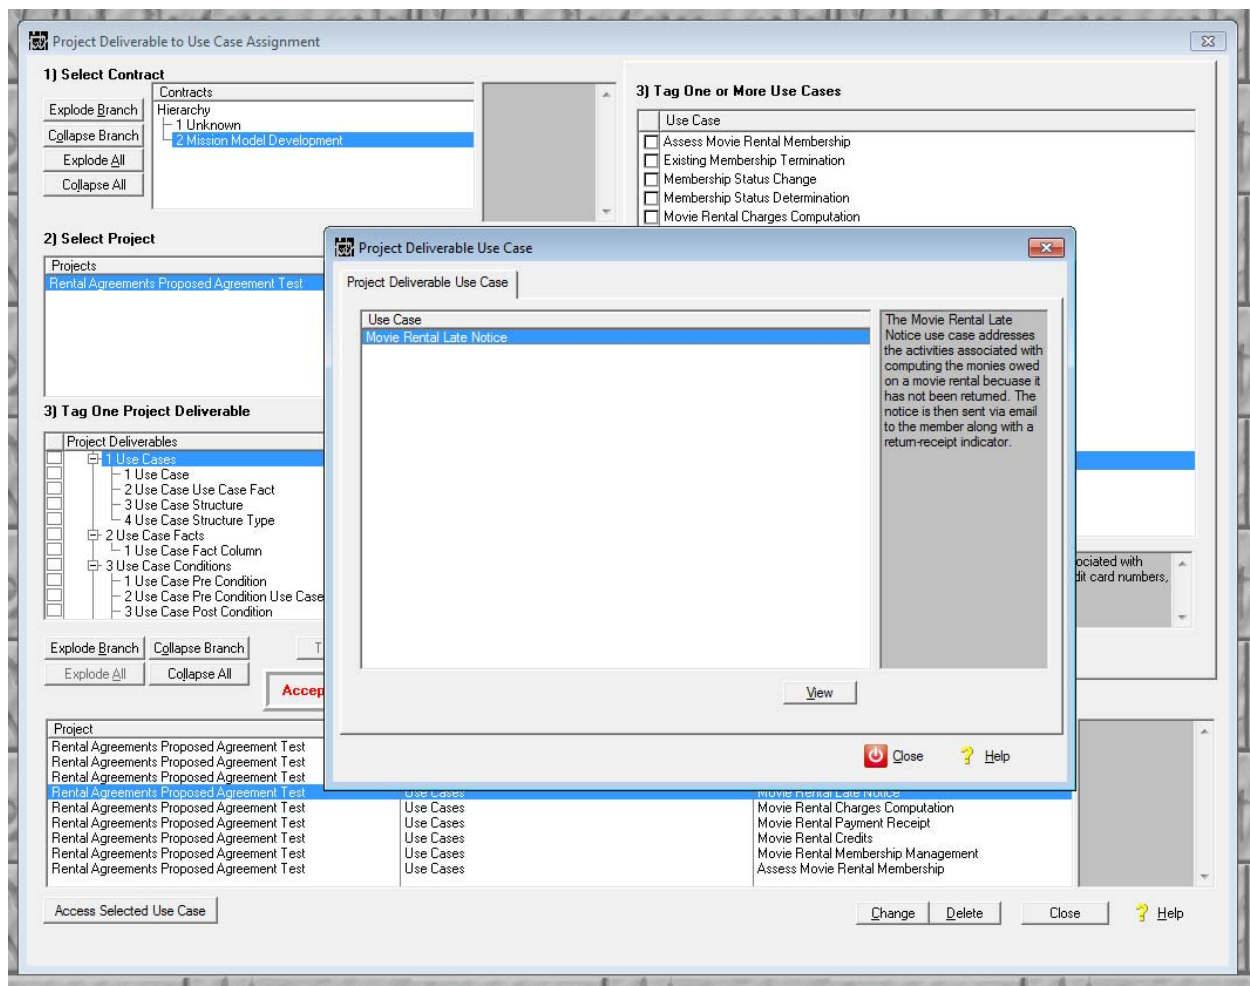 Project Deliverable to Use Case Assignment
1) Select Contract
Explode Branch
Collapse Branch
Explode All
Collapse All
Contracts
Hierarchy
1 Unknown
2 Mission Model Development
3) Tag One or More Use Cases
Use Case
Assess Movie Rental Membership
Existing Membership Termination
Membership Status Change
Membership Status Determination
Movie Rental Charges Computation
2) Select Project
Projects
Rental Agreements Proposed Agreement Test
3) Tag One Project Deliverable
Project Deliverables
1 Use Cases
1 Use Case
2 Use Case Use Case Fact
3 Use Case Structure
4 Use Case Structure Type
2 Use Case Facts
1 Use Case Fact Column
3 Use Case Conditions
1 Use Case Pre Condition
2 Use Case Pre Condition Use Case
3 Use Case Post Condition
Explode Branch
Collapse Branch
T
Explode All
Collapse All
Accep
ociated with
dit card numbers,
Project Deliverable Use Case
Project Deliverable Use Case
Use Case
Movie Rental Late Notice
The Movie Rental Late
Notice use case addresses
the activities associated with
computing the monies owed
on a movie rental becuase it
has not been returned. The
notice is then sent via email
to the member along with a
return-receipt indicator.
View
Close
Help
Project
Rental Agreements Proposed Agreement Test
Rental Agreements Proposed Agreement Test
Rental Agreements Proposed Agreement Test
Rental Agreements Proposed Agreement Test Use Cases Movie Rental Late Notice
Rental Agreements Proposed Agreement Test Use Cases Movie Rental Charges Computation
Rental Agreements Proposed Agreement Test Use Cases Movie Rental Payment Receipt
Rental Agreements Proposed Agreement Test Use Cases Movie Rental Credits
Rental Agreements Proposed Agreement Test Use Cases Movie Rental Membership Management
Rental Agreements Proposed Agreement Test Use Cases Assess Movie Rental Membership
Access Selected Use Case
Change
Delete
Close
Help